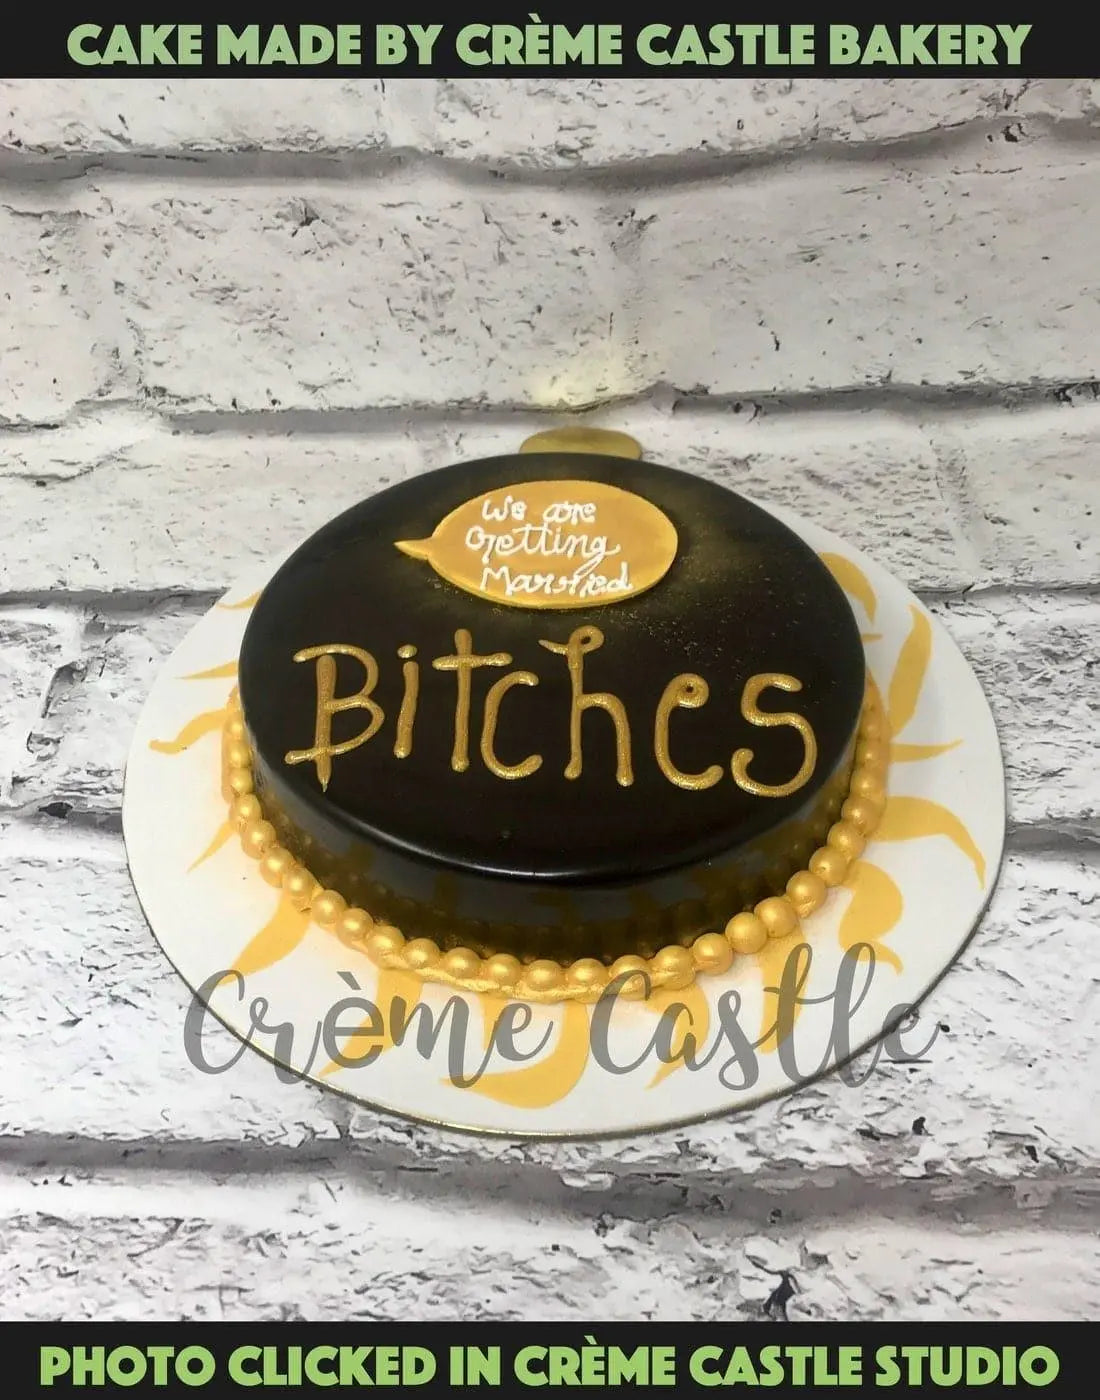 CAKE MADE BY CRÈME CASTLE BAKERY
We are
Getting
Married
Bitches
Crème Castle
PHOTO CLICKED IN CRÈME CASTLE STUDIO